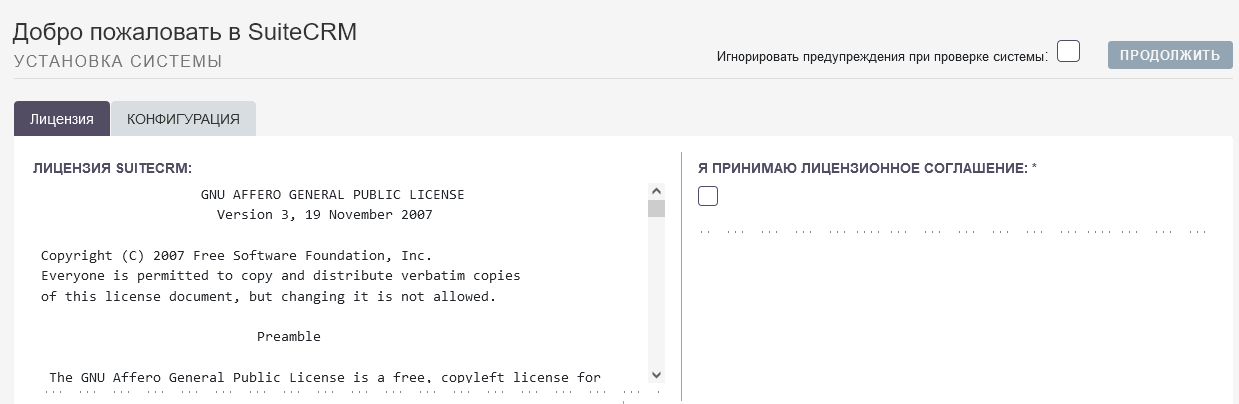 Добро пожаловать в SuiteCRM
УСТАНОВКА СИСТЕМЫ
Игнорировать предупреждения при проверке системы:
ПРОДОЛЖИТЬ
Лицензия
КОНФИГУРАЦИЯ
ЛИЦЕНЗИЯ SUITECRM:
GNU AFFERO GENERAL PUBLIC LICENSE
Version 3, 19 November 2007
Copyright (C) 2007 Free Software Foundation, Inc.
Everyone is permitted to copy and distribute verbatim copies
of this license document, but changing it is not allowed.
Preamble
The GNU Affero General Public License is a free, copyleft license for
Я ПРИНИМАЮ ЛИЦЕНЗИОННОЕ СОГЛАШЕНИЕ: *